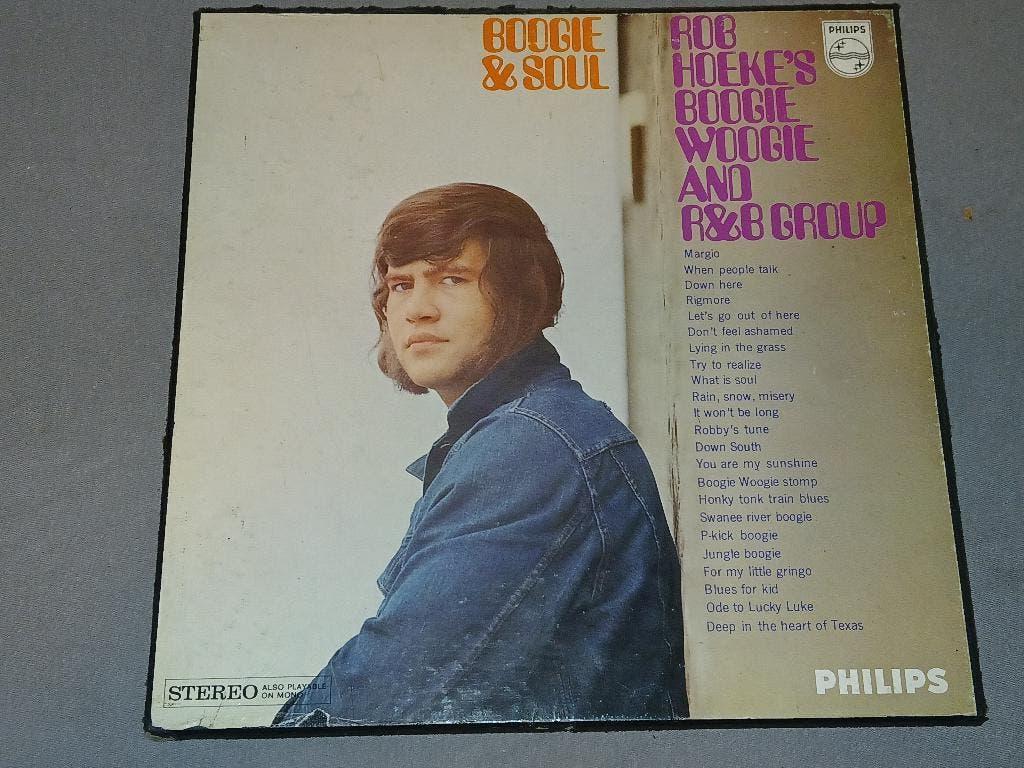 BOOGIE
& SOUL
ROB
HOEKE'S
BOOGIE
WOOGIE
AND
R&B GROUP
PHILIPS
Margio
When people talk
Down here
Rigmore
Let's go out of here
Don't feel ashamed
Lying in the grass
Try to realize
What is soul
Rain, snow, misery
It won't be long
Robby's tune
Down South
You are my sunshine
Boogie Woogie stomp
Honky tonk train blues
Swanee river boogie
P-kick boogie
Jungle boogie
For my little gringo
Blues for kid
Ode to Lucky Luke
Deep in the heart of Texas
STEREO ALSO PLAYABLE
ON MONO
PHILIPS